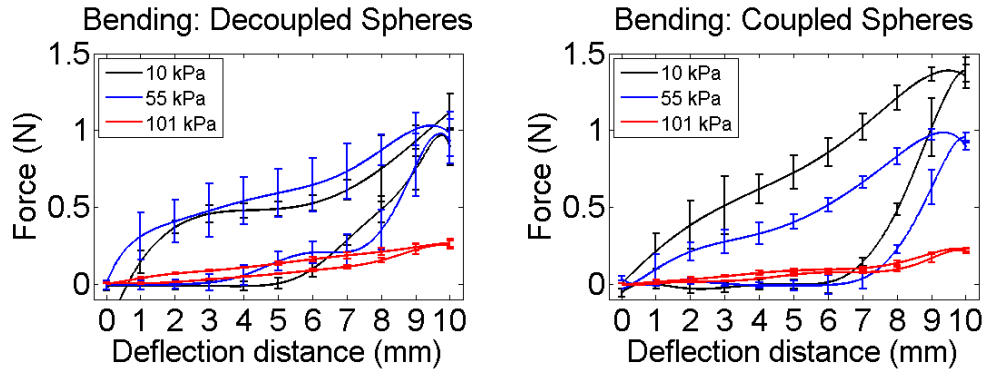 Bending: Decoupled Spheres
1.5
1
0.5
0
Force (N)
10 kPa
55 kPa
101 kPa
0 1 2 3 4 5 6 7 8 9 10
Deflection distance (mm)
Bending: Coupled Spheres
1.5
1
0.5
0
Force (N)
10 kPa
55 kPa
101 kPa
0 1 2 3 4 5 6 7 8 9 10
Deflection distance (mm)